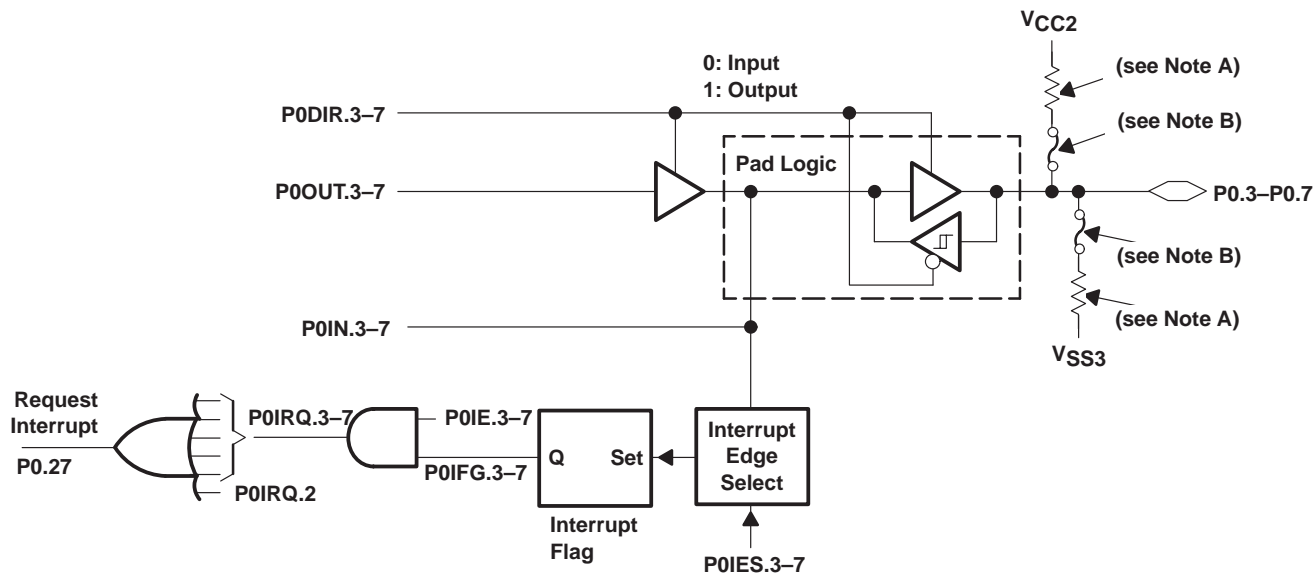 VCC2
(see Note A)
0: Input
1: Output
P0DIR.3–7
(see Note B)
Pad Logic
P0OUT.3–7
P0.3–P0.7
(see Note B)
P0IN.3–7
(see Note A)
VSS3
Request
Interrupt
P0.27
P0IRQ.3–7
P0IE.3–7
P0IFG.3–7
P0IRQ.2
Q
Set
Interrupt
Flag
Interrupt
Edge
Select
P0IES.3–7